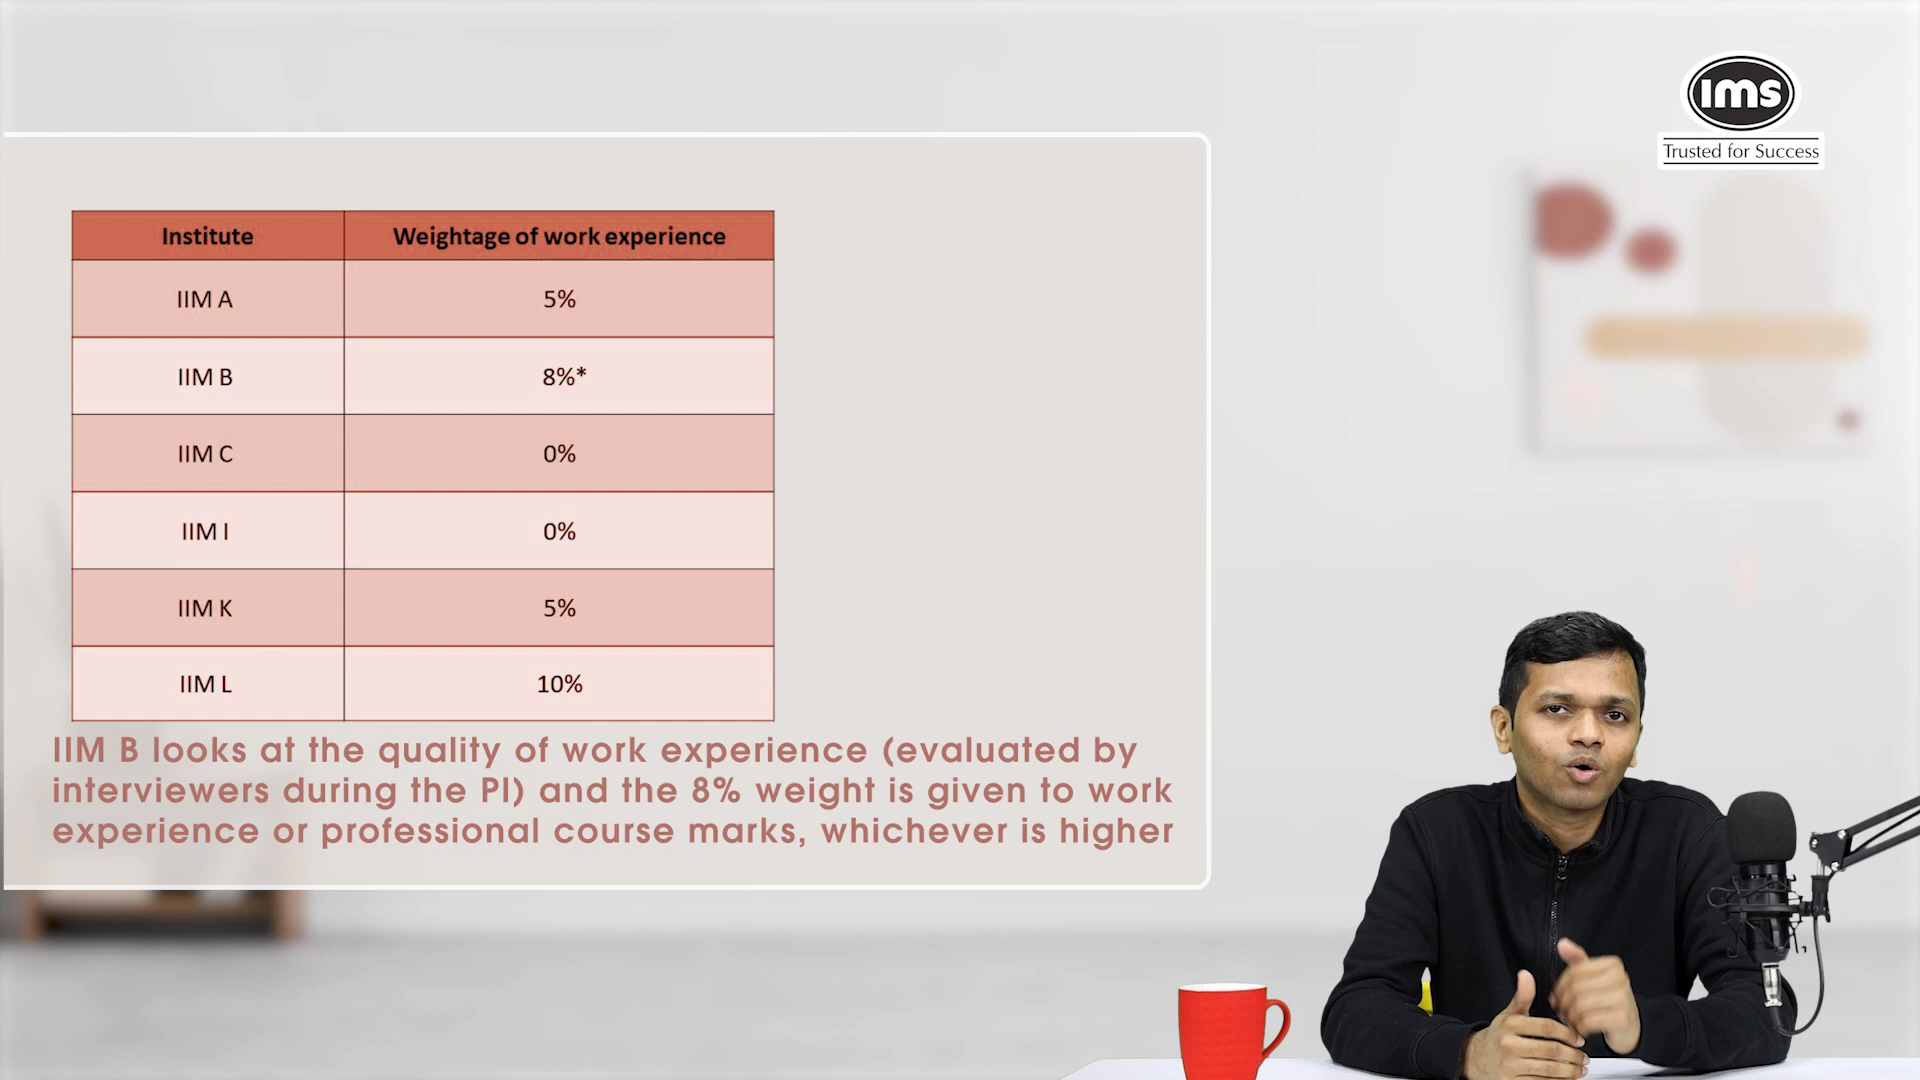 ims
Trusted for Success
Institute Weightage of work experience
IIM A 5%
IIM B 8%*
IIM C 0%
IIM I 0%
IIM K 5%
IIM L 10%
IIM B looks at the quality of work experience (evaluated by
interviewers during the PI) and the 8% weight is given to work
experience or professional course marks, whichever is higher